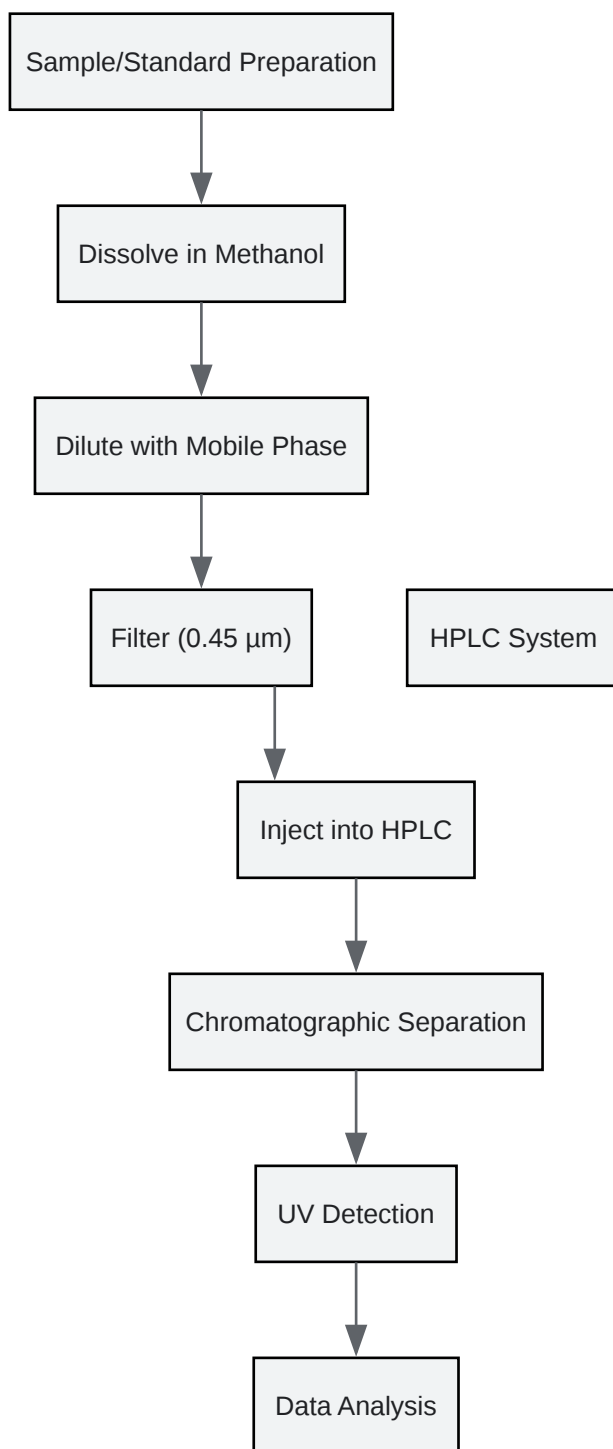 Sample/Standard Preparation
Dissolve in Methanol
Dilute with Mobile Phase
Filter (0.45 µm)
HPLC System
Inject into HPLC
Chromatographic Separation
UV Detection
Data Analysis